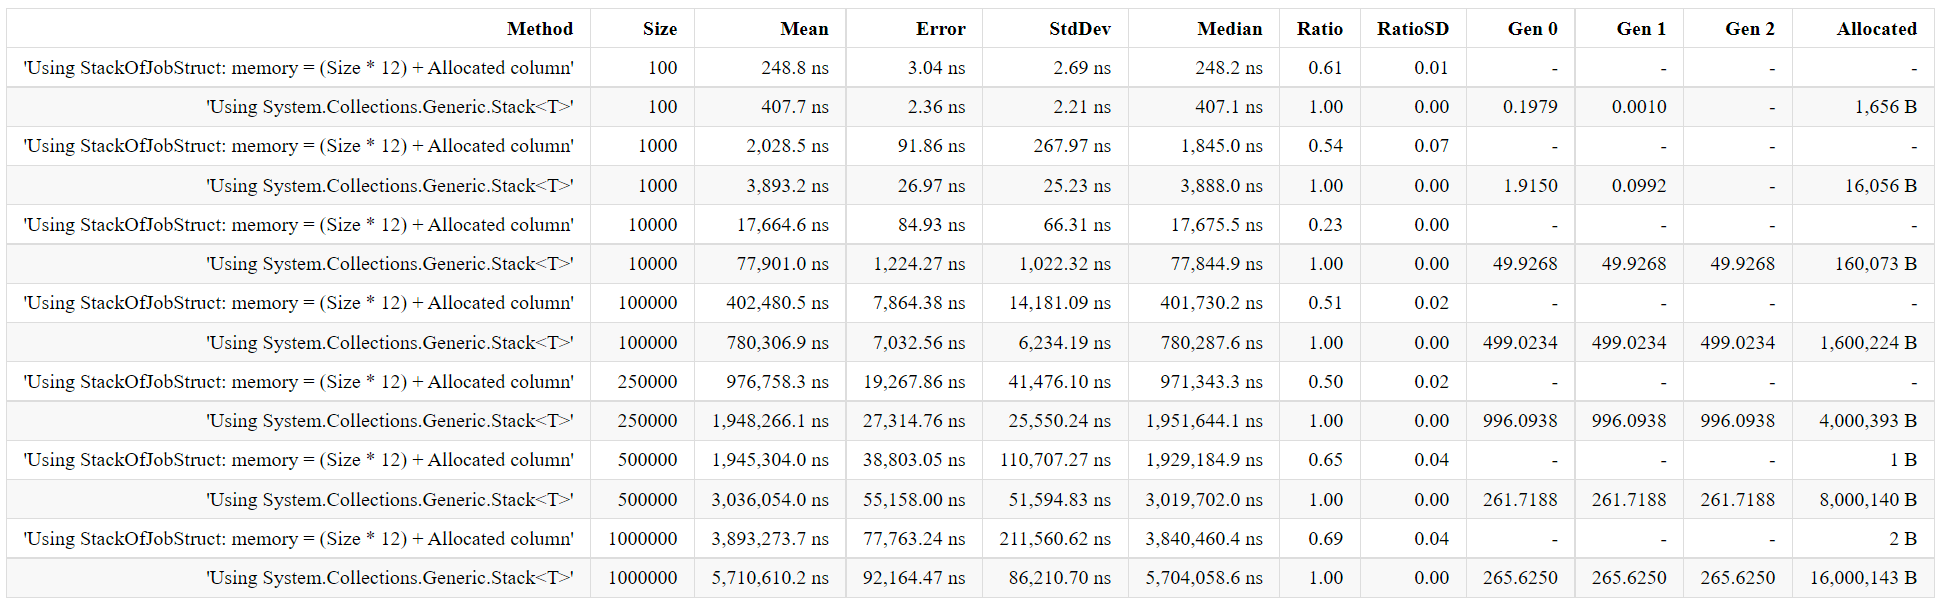 Method Size Mean Error StdDev Median Ratio RatioSD Gen 0 Gen 1 Gen 2 Allocated
'Using StackOfJobStruct: memory = (Size * 12) + Allocated column' 100 248.8 ns 3.04 ns 2.69 ns 248.2 ns 0.61 0.01 - - - -
'Using System.Collections.Generic.Stack<T>' 100 407.7 ns 2.36 ns 2.21 ns 407.1 ns 1.00 0.00 0.1979 0.0010 - 1,656 B
'Using StackOfJobStruct: memory = (Size * 12) + Allocated column' 1000 2,028.5 ns 91.86 ns 267.97 ns 1,845.0 ns 0.54 0.07 - - - -
'Using System.Collections.Generic.Stack<T>' 1000 3,893.2 ns 26.97 ns 25.23 ns 3,888.0 ns 1.00 0.00 1.9150 0.0992 - 16,056 B
'Using StackOfJobStruct: memory = (Size * 12) + Allocated column' 10000 17,664.6 ns 84.93 ns 66.31 ns 17,675.5 ns 0.23 0.00 - - - -
'Using System.Collections.Generic.Stack<T>' 10000 77,901.0 ns 1,224.27 ns 1,022.32 ns 77,844.9 ns 1.00 0.00 49.9268 49.9268 49.9268 160,073 B
'Using StackOfJobStruct: memory = (Size * 12) + Allocated column' 100000 402,480.5 ns 7,864.38 ns 14,181.09 ns 401,730.2 ns 0.51 0.02 - - - -
'Using System.Collections.Generic.Stack<T>' 100000 780,306.9 ns 7,032.56 ns 6,234.19 ns 780,287.6 ns 1.00 0.00 499.0234 499.0234 499.0234 1,600,224 B
'Using StackOfJobStruct: memory = (Size * 12) + Allocated column' 250000 976,758.3 ns 19,267.86 ns 41,476.10 ns 971,343.3 ns 0.50 0.02 - - - -
'Using System.Collections.Generic.Stack<T>' 250000 1,948,266.1 ns 27,314.76 ns 25,550.24 ns 1,951,644.1 ns 1.00 0.00 996.0938 996.0938 996.0938 4,000,393 B
'Using StackOfJobStruct: memory = (Size * 12) + Allocated column' 500000 1,945,304.0 ns 38,803.05 ns 110,707.27 ns 1,929,184.9 ns 0.65 0.04 - - - 1 B
'Using System.Collections.Generic.Stack<T>' 500000 3,036,054.0 ns 55,158.00 ns 51,594.83 ns 3,019,702.0 ns 1.00 0.00 261.7188 261.7188 261.7188 8,000,140 B
'Using StackOfJobStruct: memory = (Size * 12) + Allocated column' 1000000 3,893,273.7 ns 77,763.24 ns 211,560.62 ns 3,840,460.4 ns 0.69 0.04 - - - 2 B
'Using System.Collections.Generic.Stack<T>' 1000000 5,710,610.2 ns 92,164.47 ns 86,210.70 ns 5,704,058.6 ns 1.00 0.00 265.6250 265.6250 265.6250 16,000,143 B